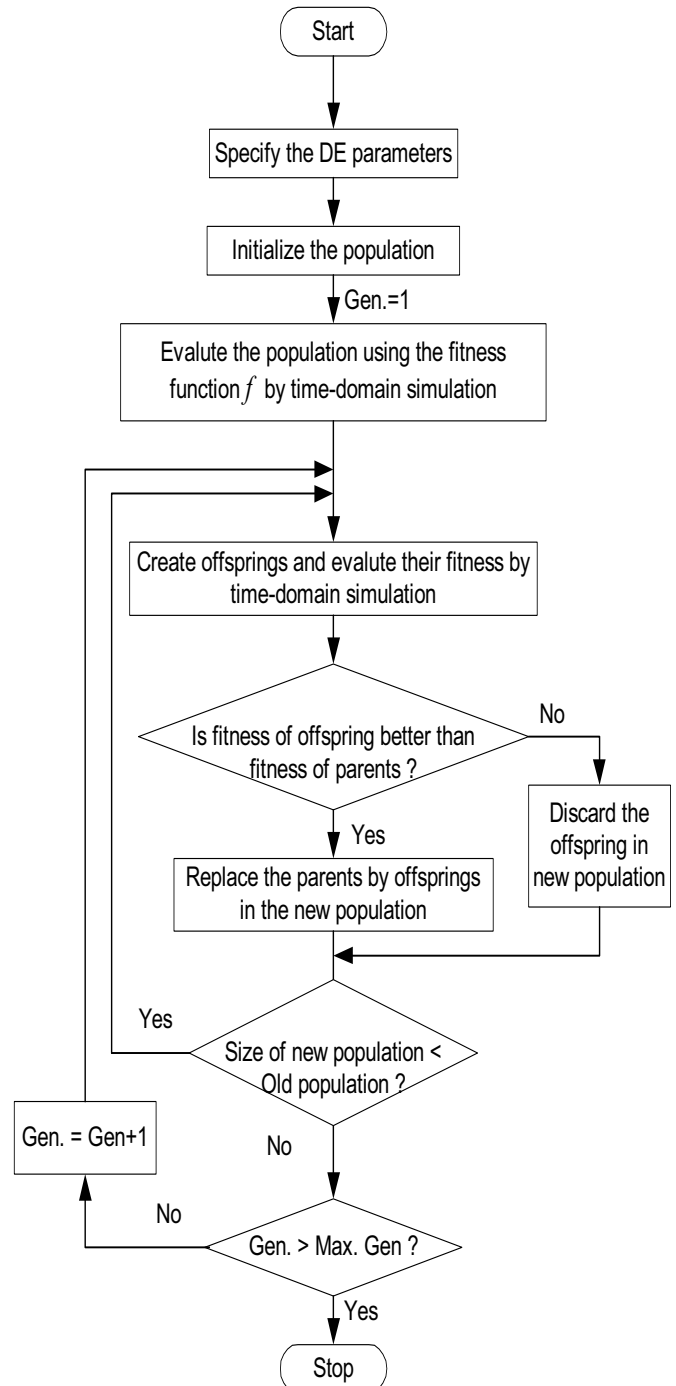 Start
Specify the DE parameters
Initialize the population
Gen.=1
Evalute the population using the fitness
function f by time-domain simulation
Create offsprings and evalute their fitness by
time-domain simulation
Is fitness of offspring better than
fitness of parents ?
No
Discard the
offspring in
new population
Yes
Replace the parents by offsprings
in the new population
Size of new population <
Old population ?
Yes
No
Gen. > Max. Gen ?
No
Gen. = Gen+1
Yes
Stop